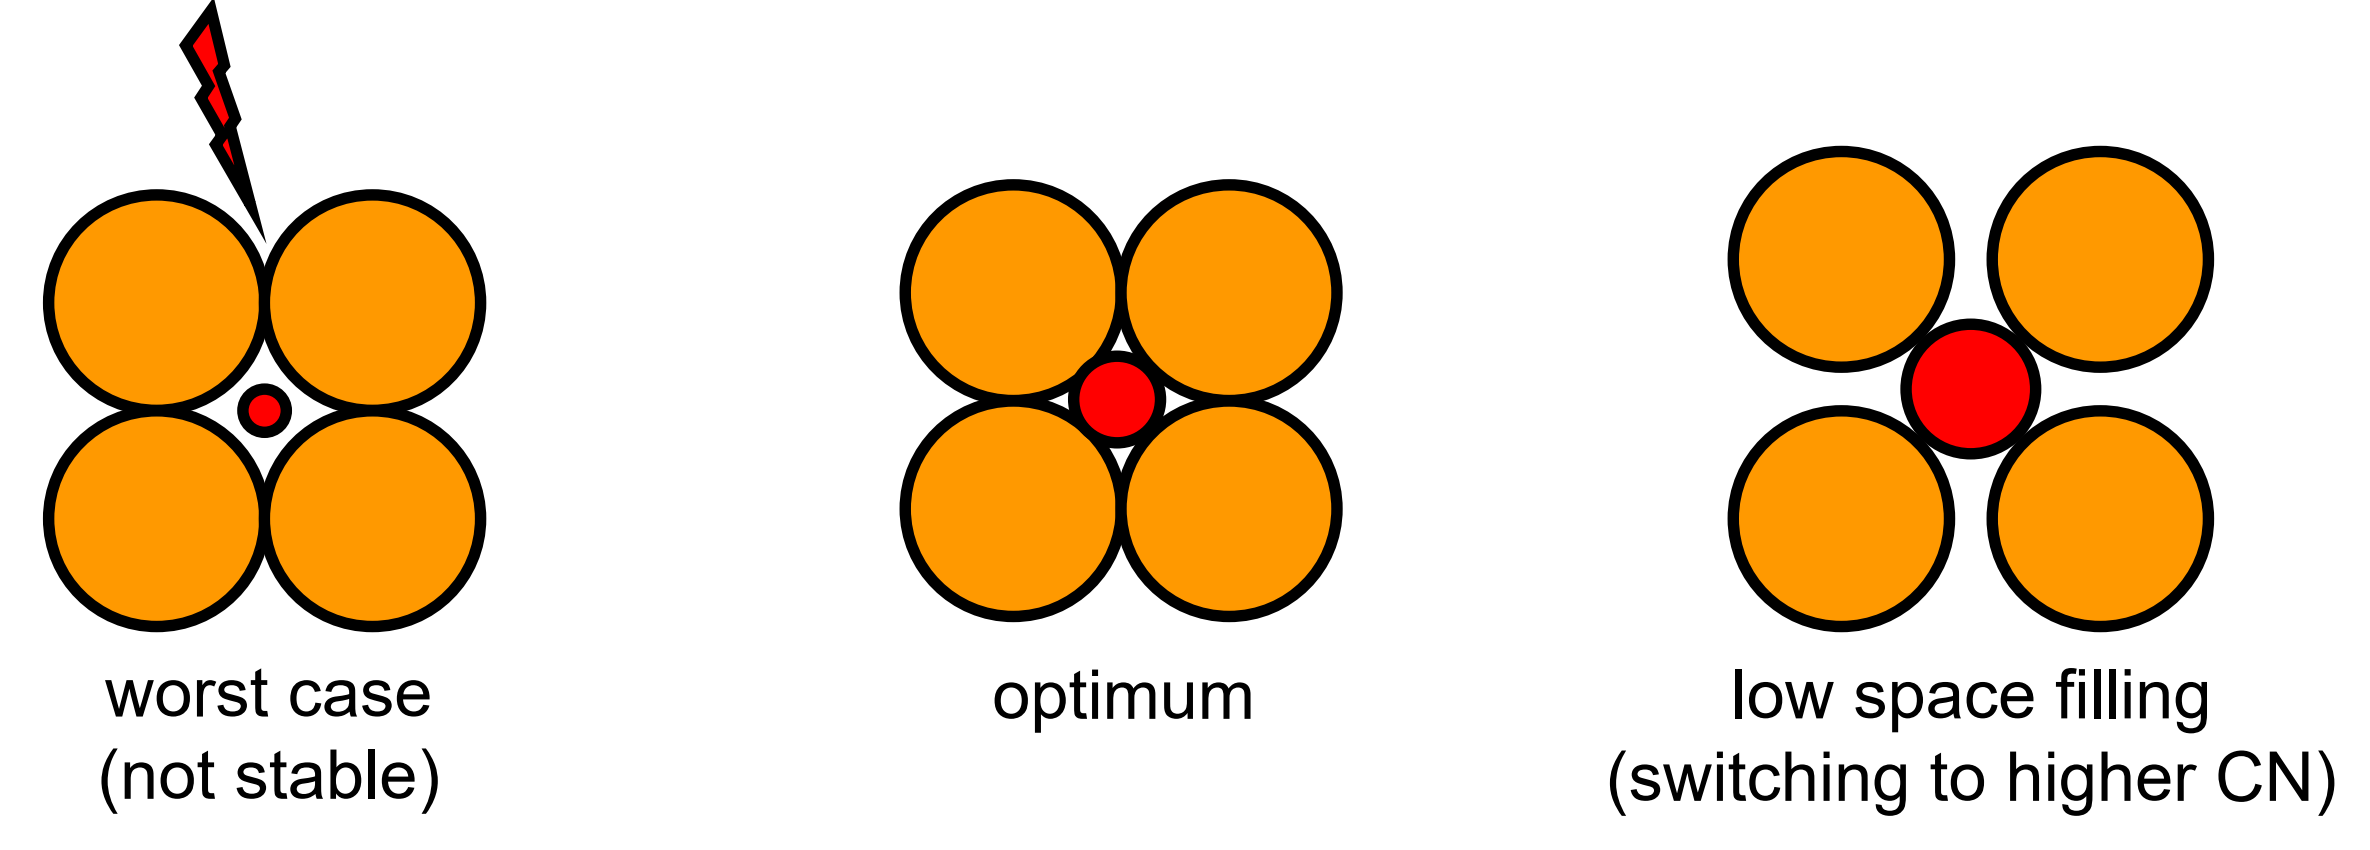 worst case
(not stable)
optimum
low space filling
(switching to higher CN)